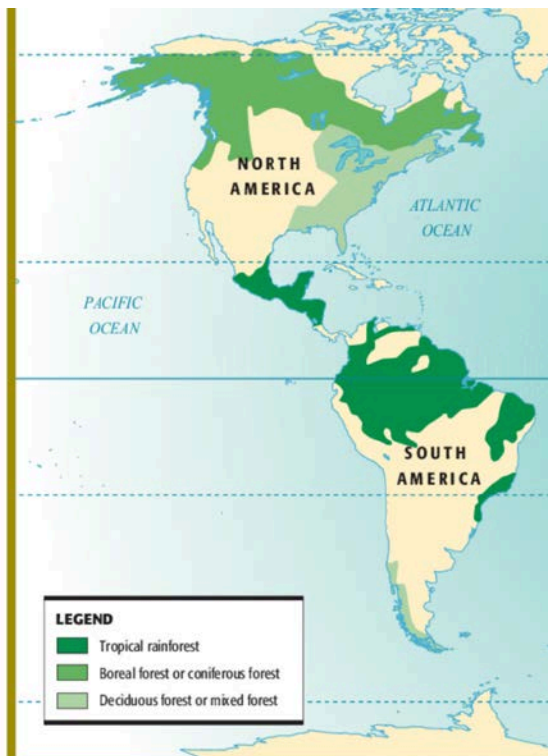 NORTH
AMERICA
ATLANTIC
OCEAN
PACIFIC
OCEAN
SOUTH
AMERICA
LEGEND
Tropical rainforest
Boreal forest or coniferous forest
Deciduous forest or mixed forest